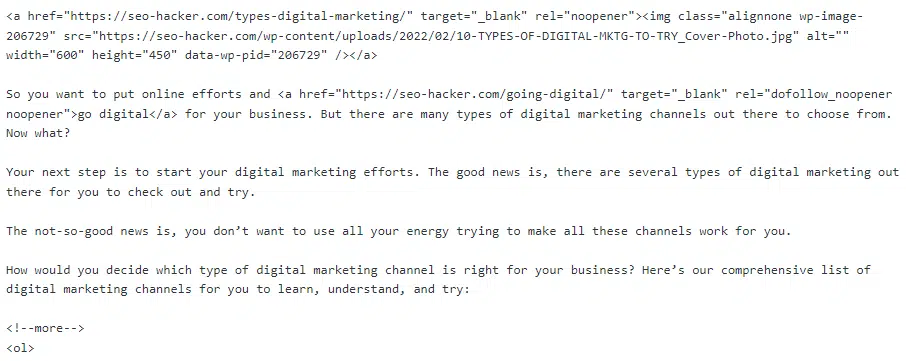 <a href="https://seo-hacker.com/types-digital-marketing/" target="_blank" rel="noopener"><img class="alignnone wp-image-
206729" src="https://seo-hacker.com/wp-content/uploads/2022/02/10-TYPES-OF-DIGITAL-MKTG-TO-TRY_Cover-Photo.jpg" alt=""
width="600" height="450" data-wp-pid="206729" /></a>
So you want to put online efforts and <a href="https://seo-hacker.com/going-digital/" target="_blank" rel="dofollow_noopener
noopener">go digital</a> for your business. But there are many types of digital marketing channels out there to choose from.
Now what?
Your next step is to start your digital marketing efforts. The good news is, there are several types of digital marketing out
there for you to check out and try.
The not-so-good news is, you don’t want to use all your energy trying to make all these channels work for you.
How would you decide which type of digital marketing channel is right for your business? Here’s our comprehensive list of
digital marketing channels for you to learn, understand, and try:
<!--more-->
<ol>